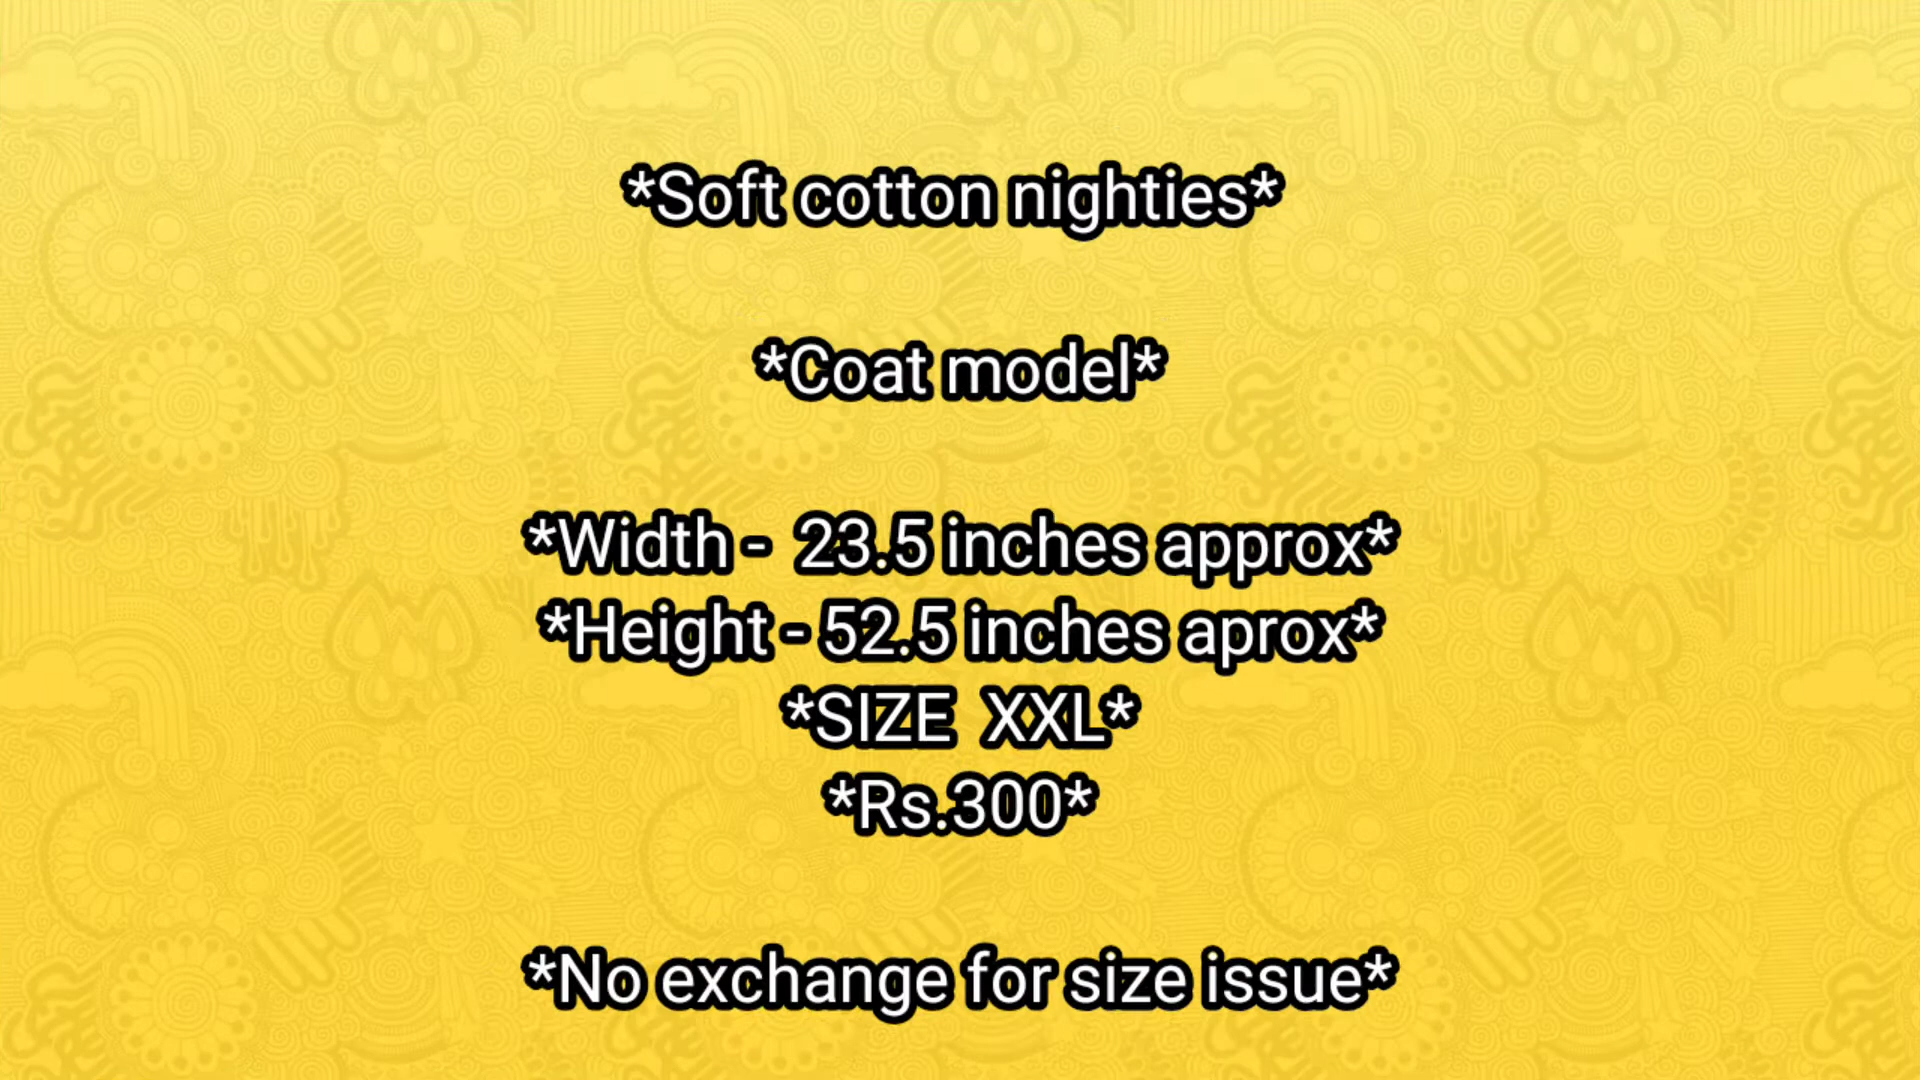 *Soft cotton nighties*
*Coat model*
*Width -  23.5 inches approx*
*Height - 52.5 inches aprox*
*SIZE  XXL*
*Rs.300*
*No exchange for size issue*